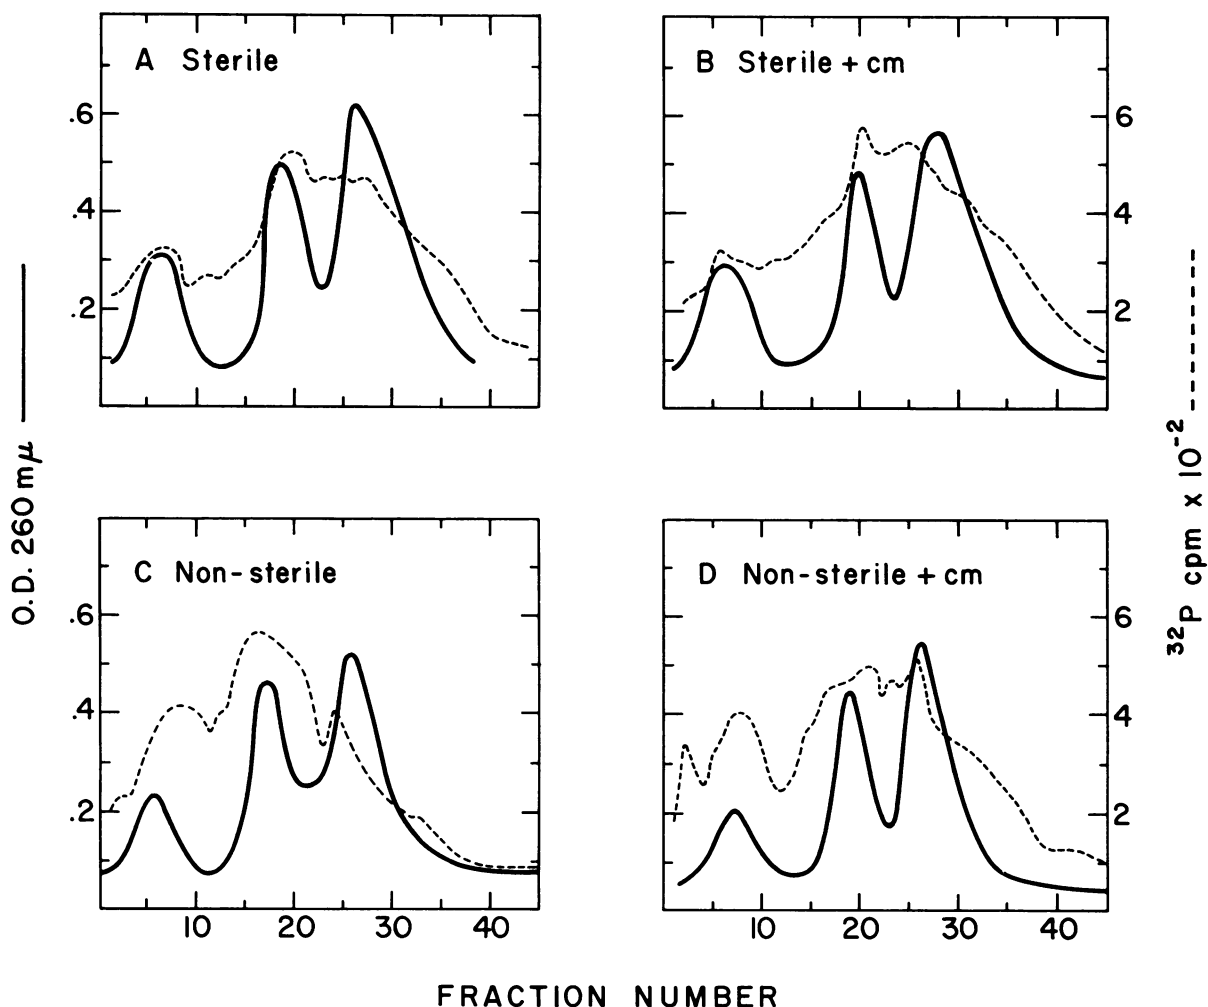 A Sterile
B Sterile + cm
.6
.4
.2
6
4
2
O.D. 260 mμ
³²P cpm x 10⁻²
C Non-sterile
D Non-sterile + cm
.6
.4
.2
6
4
2
10 20 30 40
10 20 30 40
FRACTION NUMBER